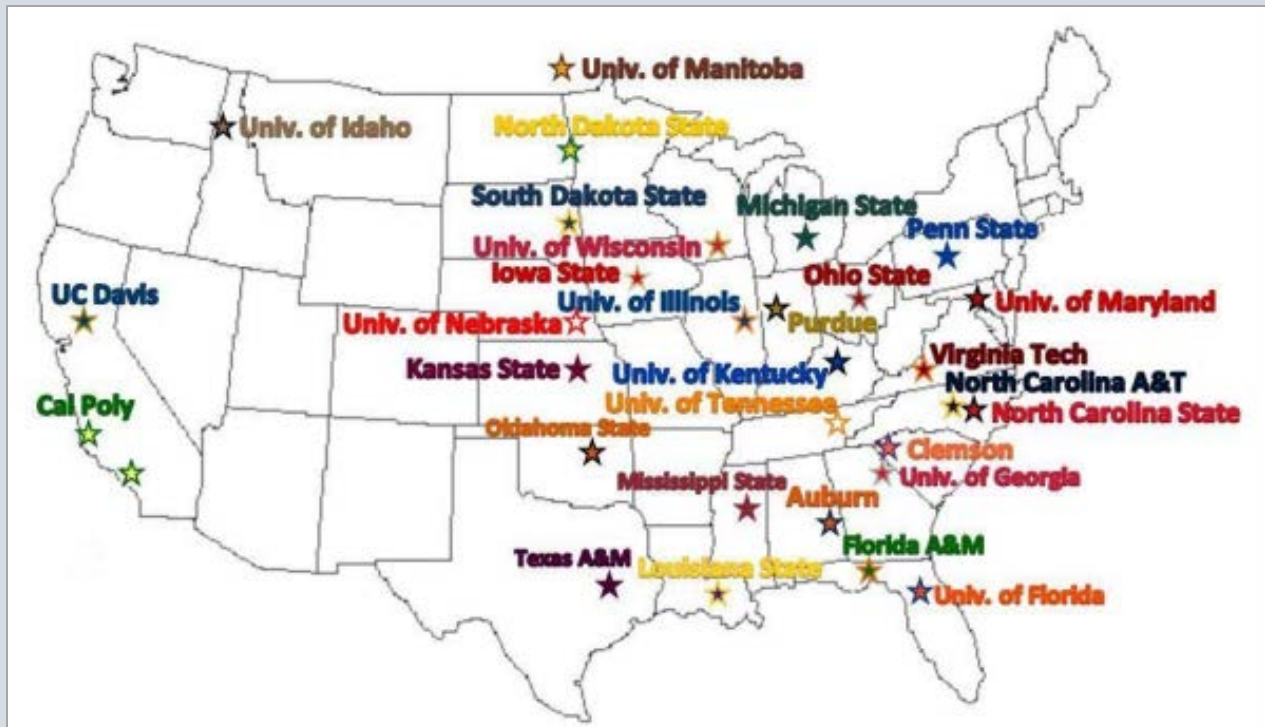 Univ. of Manitoba
Univ. of Idaho
North Dakota State
South Dakota State
Michigan State
Penn State
Univ. of Wisconsin
Iowa State
Ohio State
UC Davis
Univ. of Illinois
Univ. of Maryland
Univ. of Nebraska
Purdue
Virginia Tech
Kansas State
Univ. of Kentucky
North Carolina A&T
Cal Poly
Univ. of Tennessee
North Carolina State
Oklahoma State
Clemson
Mississippi State
Univ. of Georgia
Auburn
Florida A&M
Texas A&M
Louisiana State
Univ. of Florida